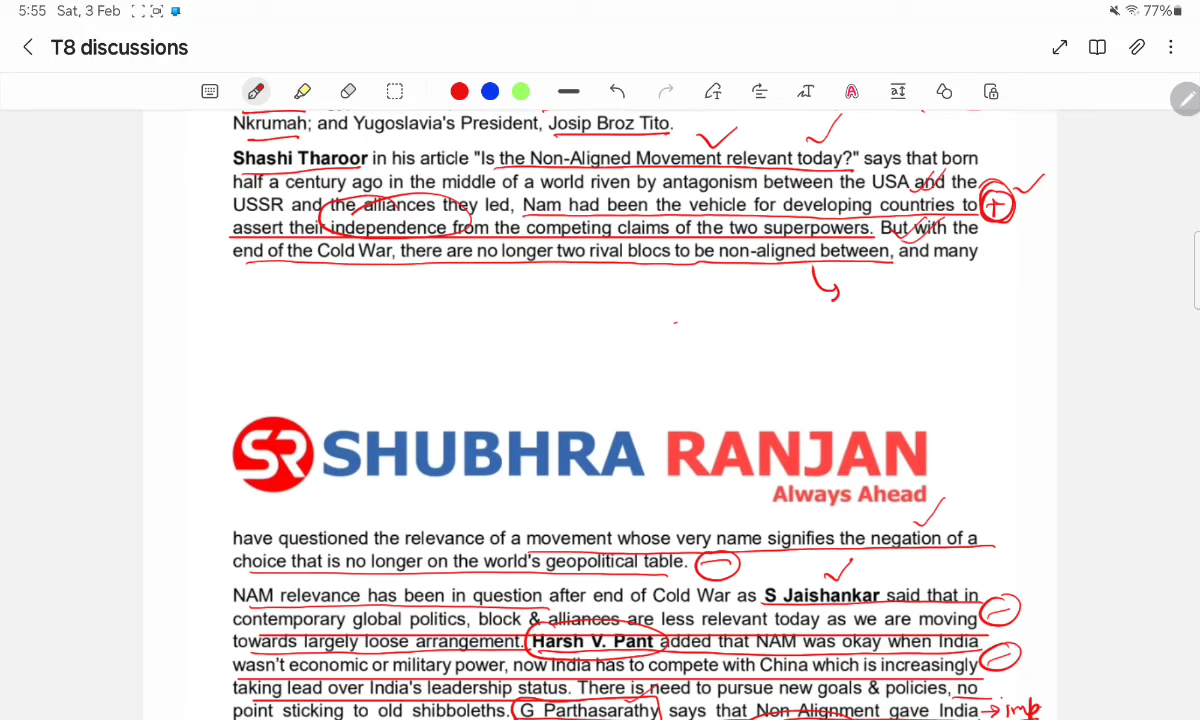 5:55 Sat, 3 Feb
77%
T8 discussions
Nkrumah; and Yugoslavia's President, Josip Broz Tito.
Shashi Tharoor in his article "Is the Non-Aligned Movement relevant today?" says that born
half a century ago in the middle of a world riven by antagonism between the USA and the
USSR and the alliances they led, Nam had been the vehicle for developing countries to
assert their independence from the competing claims of the two superpowers. But with the
end of the Cold War, there are no longer two rival blocs to be non-aligned between, and many
SR SHUBHRA RANJAN
Always Ahead
have questioned the relevance of a movement whose very name signifies the negation of a
choice that is no longer on the world's geopolitical table.
NAM relevance has been in question after end of Cold War as S Jaishankar said that in
contemporary global politics, block & alliances are less relevant today as we are moving
towards largely loose arrangement. Harsh V. Pant added that NAM was okay when India
wasn't economic or military power, now India has to compete with China which is increasingly
taking lead over India's leadership status. There is need to pursue new goals & policies, no
point sticking to old shibboleths. G Parthasarathy says that Non Alignment gave India → imp